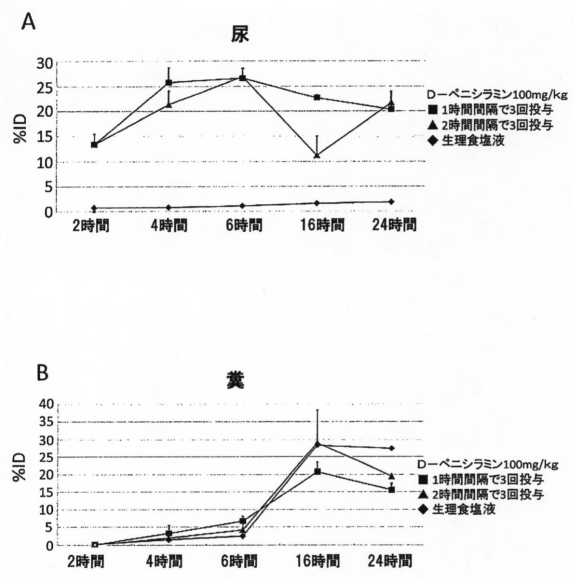 A
尿
30
25
20
15
10
5
0
%ID
2時間 4時間 6時間 16時間 24時間
D－ペニシラミン100mg/kg
1時間間隔で3回投与
2時間間隔で3回投与
生理食塩液
B
糞
40
35
30
25
20
15
10
5
0
%ID
2時間 4時間 6時間 16時間 24時間
D－ペニシラミン100mg/kg
1時間間隔で3回投与
2時間間隔で3回投与
生理食塩液